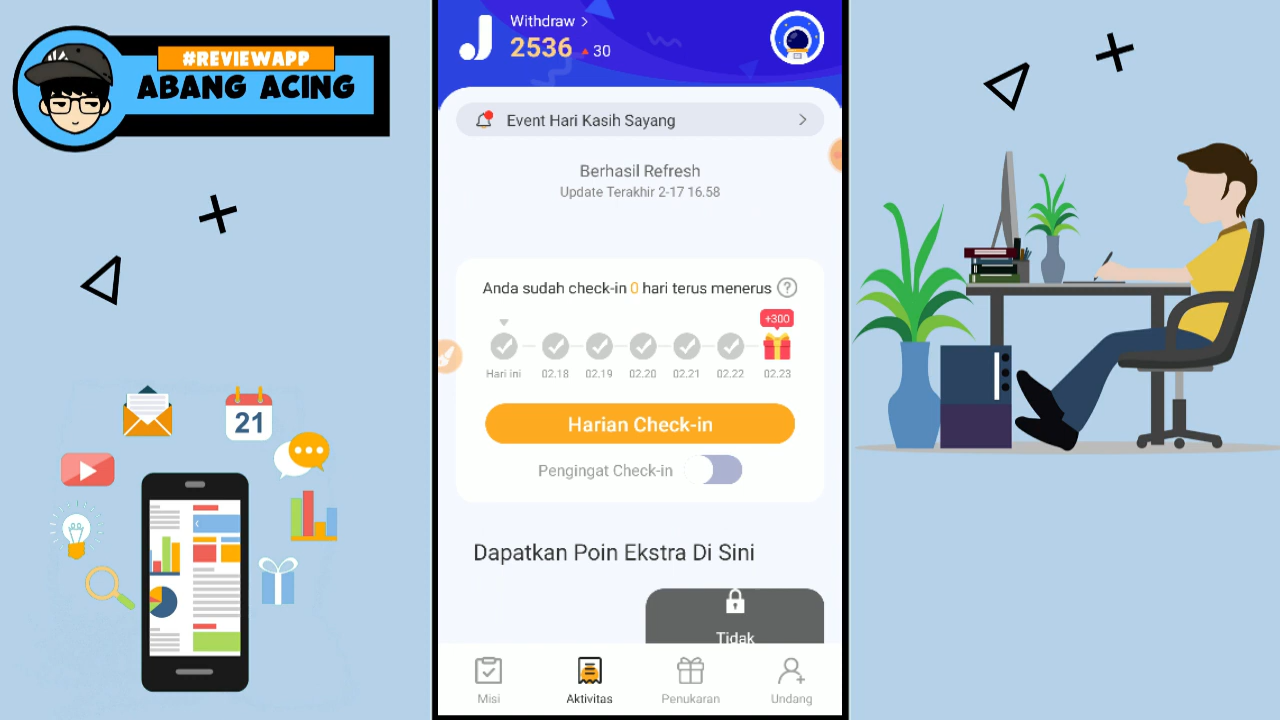 #REVIEWAPP
ABANG ACING
Withdraw >
2536 ▲ 30
Event Hari Kasih Sayang
Berhasil Refresh
Update Terakhir 2-17 16.58
Anda sudah check-in 0 hari terus menerus ?
+300
Hari ini 02.18 02.19 02.20 02.21 02.22 02.23
Harian Check-in
Pengingat Check-in
Dapatkan Poin Ekstra Di Sini
Tidak
Misi Aktivitas Penukaran Undang
21